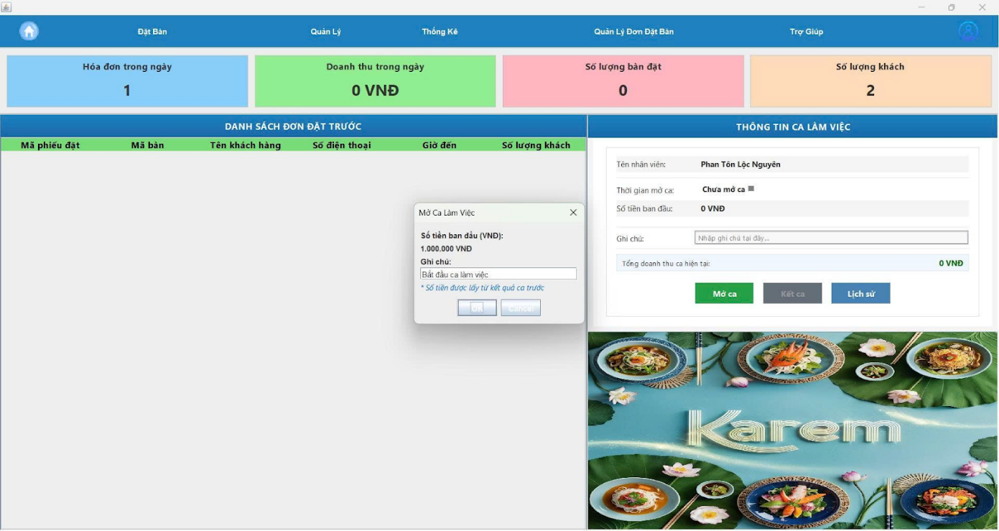 Đặt Bàn Quản Lý Thống Kê Quản Lý Đơn Đặt Bàn Trợ Giúp
Hóa đơn trong ngày
1
Doanh thu trong ngày
0 VNĐ
Số lượng bàn đặt
0
Số lượng khách
2
DANH SÁCH ĐƠN ĐẶT TRƯỚC
Mã phiếu đặt Mã bàn Tên khách hàng Số điện thoại Giờ đến Số lượng khách
Mở Ca Làm Việc
Số tiền ban đầu (VNĐ):
1.000.000 VNĐ
Ghi chú:
Bắt đầu ca làm việc
* Số tiền được lấy từ kết quả ca trước
OK Cancel
THÔNG TIN CA LÀM VIỆC
Tên nhân viên: Phan Tôn Lộc Nguyên
Thời gian mở ca: Chưa mở ca
Số tiền ban đầu: 0 VNĐ
Ghi chú: Nhập ghi chú tại đây...
Tổng doanh thu ca hiện tại: 0 VNĐ
Mở ca Kết ca Lịch sử
Karem